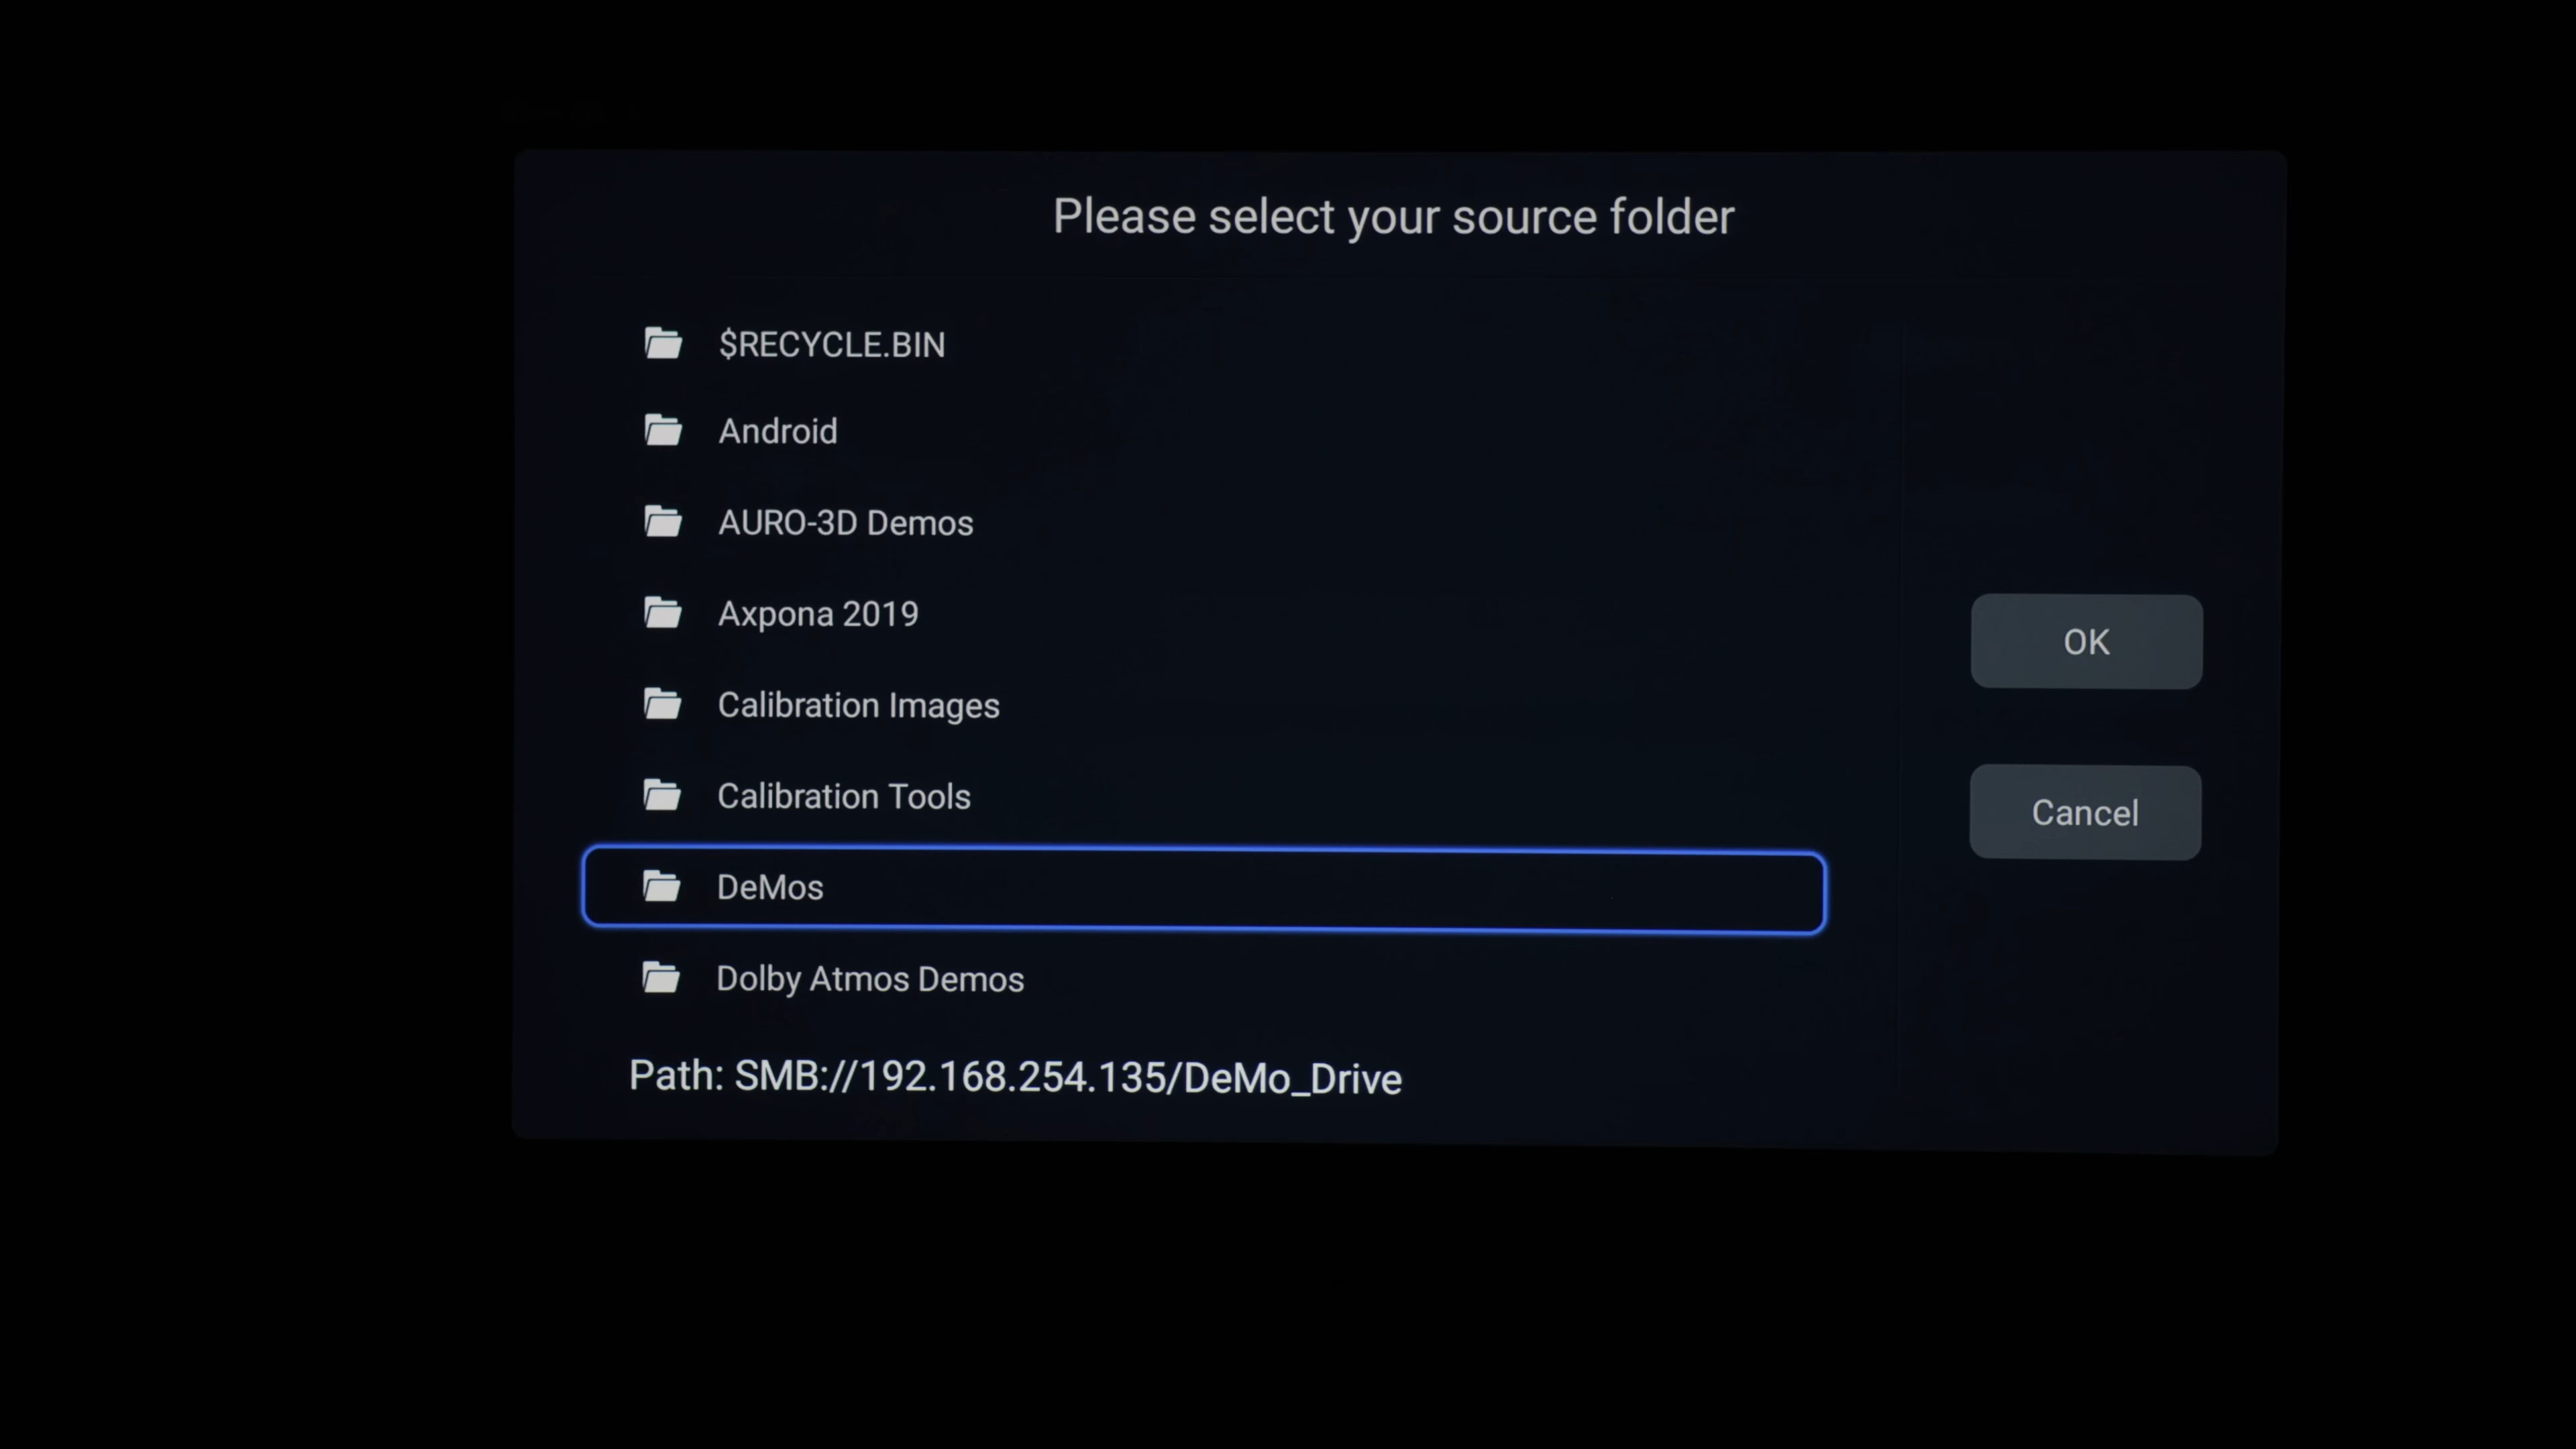 Please select your source folder
$RECYCLE.BIN
Android
AURO-3D Demos
Axpona 2019
Calibration Images
Calibration Tools
DeMos
Dolby Atmos Demos
OK
Cancel
Path: SMB://192.168.254.135/DeMo_Drive